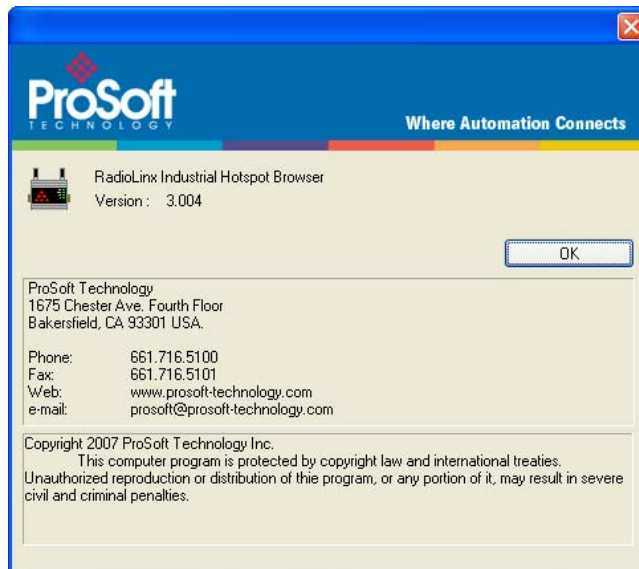 ProSoft
TECHNOLOGY
Where Automation Connects
RadioLinx Industrial Hotspot Browser
Version : 3.004
OK
ProSoft Technology
1675 Chester Ave. Fourth Floor
Bakersfield, CA 93301 USA.
Phone: 661.716.5100
Fax: 661.716.5101
Web: www.prosoft-technology.com
e-mail: prosoft@prosoft-technology.com
Copyright 2007 ProSoft Technology Inc.
This computer program is protected by copyright law and international treaties.
Unauthorized reproduction or distribution of thie program, or any portion of it, may result in severe
civil and criminal penalties.